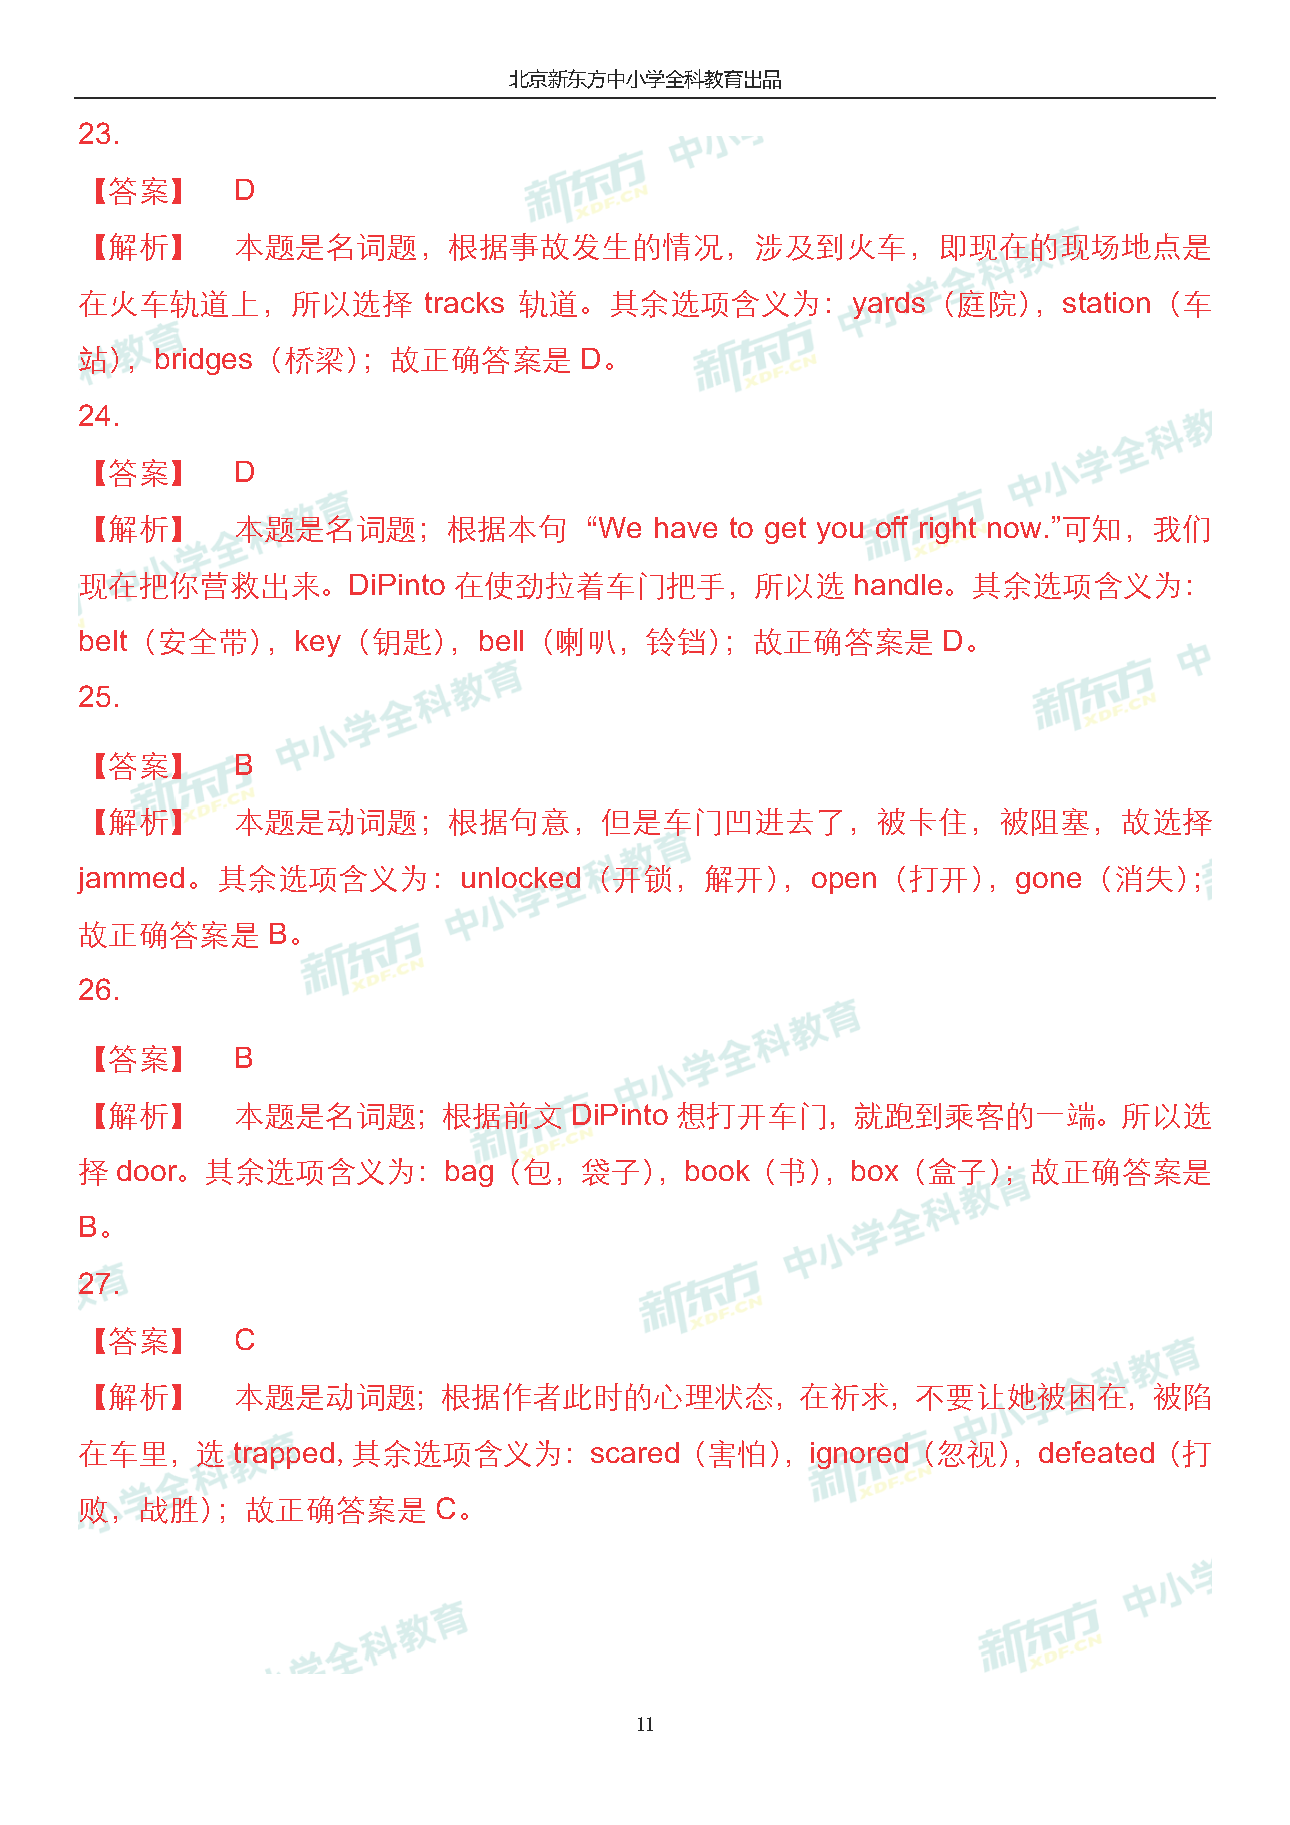 北京新东方中小学全科教育出品
23.
【答案】 D
【解析】 本题是名词题，根据事故发生的情况，涉及到火车，即现在的现场地点是
在火车轨道上，所以选择 tracks 轨道。其余选项含义为：yards（庭院），station（车
站），bridges（桥梁）；故正确答案是 D。
24.
【答案】 D
【解析】 本题是名词题；根据本句“We have to get you off right now.”可知，我们
现在把你营救出来。DiPinto 在使劲拉着车门把手，所以选 handle。其余选项含义为：
belt（安全带），key（钥匙），bell（喇叭，铃铛）；故正确答案是 D。
25.
【答案】 B
【解析】 本题是动词题；根据句意，但是车门凹进去了，被卡住，被阻塞，故选择
jammed。其余选项含义为：unlocked（开锁，解开），open（打开），gone（消失）；
故正确答案是 B。
26.
【答案】 B
【解析】 本题是名词题；根据前文 DiPinto 想打开车门，就跑到乘客的一端。所以选
择 door。其余选项含义为：bag（包，袋子），book（书），box（盒子）；故正确答案是
B。
27.
【答案】 C
【解析】 本题是动词题；根据作者此时的心理状态，在祈求，不要让她被困在，被陷
在车里，选 trapped，其余选项含义为：scared（害怕），ignored（忽视），defeated（打
败，战胜）；故正确答案是 C。
11